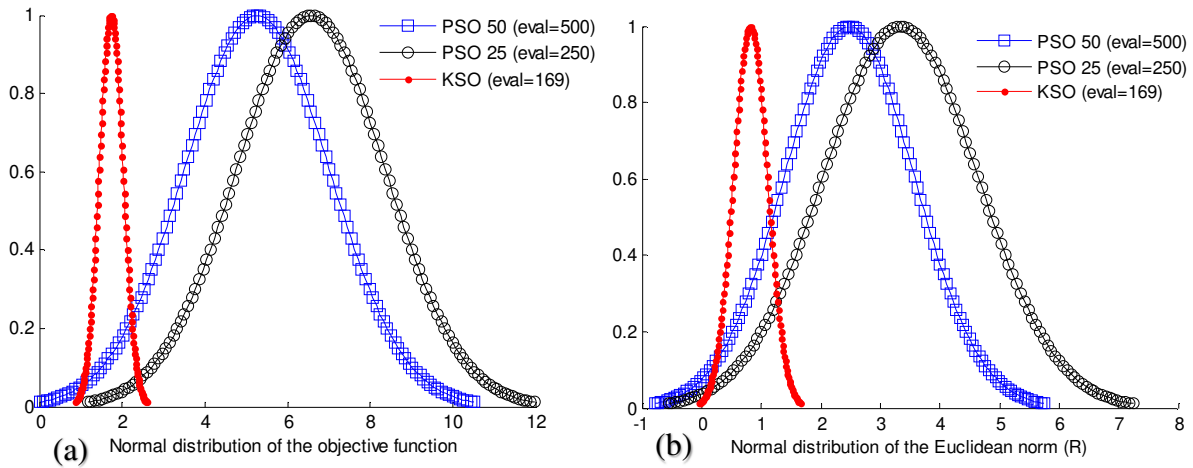 1
0.8
0.6
0.4
0.2
0
0 2 4 6 8 10 12
PSO 50 (eval=500)
PSO 25 (eval=250)
KSO (eval=169)
(a)
Normal distribution of the objective function
1
0.8
0.6
0.4
0.2
0
-1 0 1 2 3 4 5 6 7 8
PSO 50 (eval=500)
PSO 25 (eval=250)
KSO (eval=169)
(b)
Normal distribution of the Euclidean norm (R)